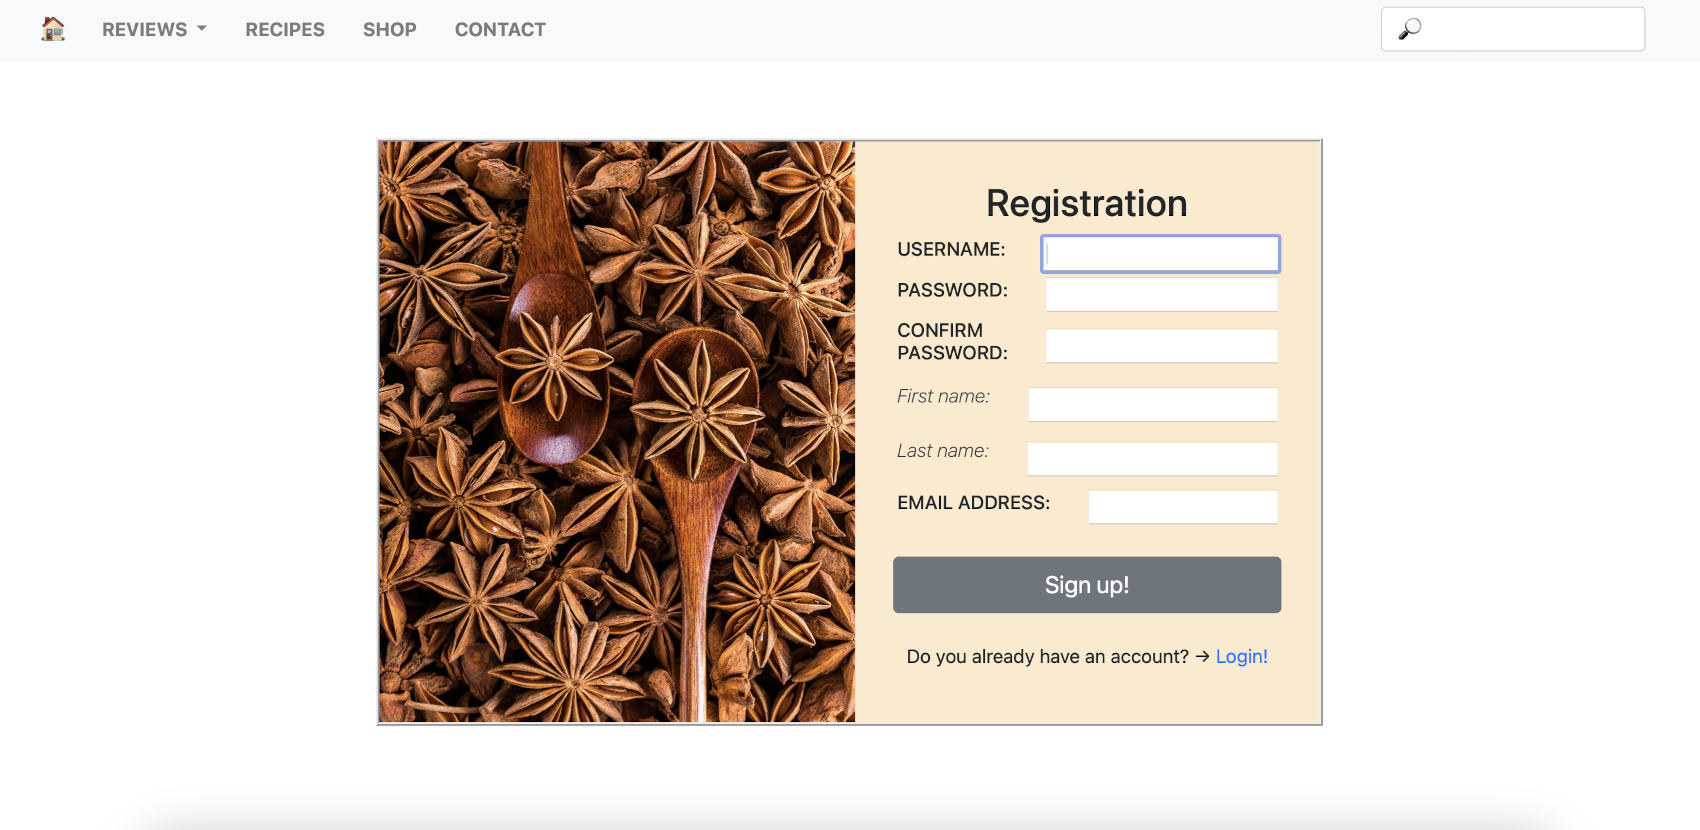 REVIEWS RECIPES SHOP CONTACT
Registration
USERNAME:
PASSWORD:
CONFIRM
PASSWORD:
First name:
Last name:
EMAIL ADDRESS:
Sign up!
Do you already have an account? → Login!